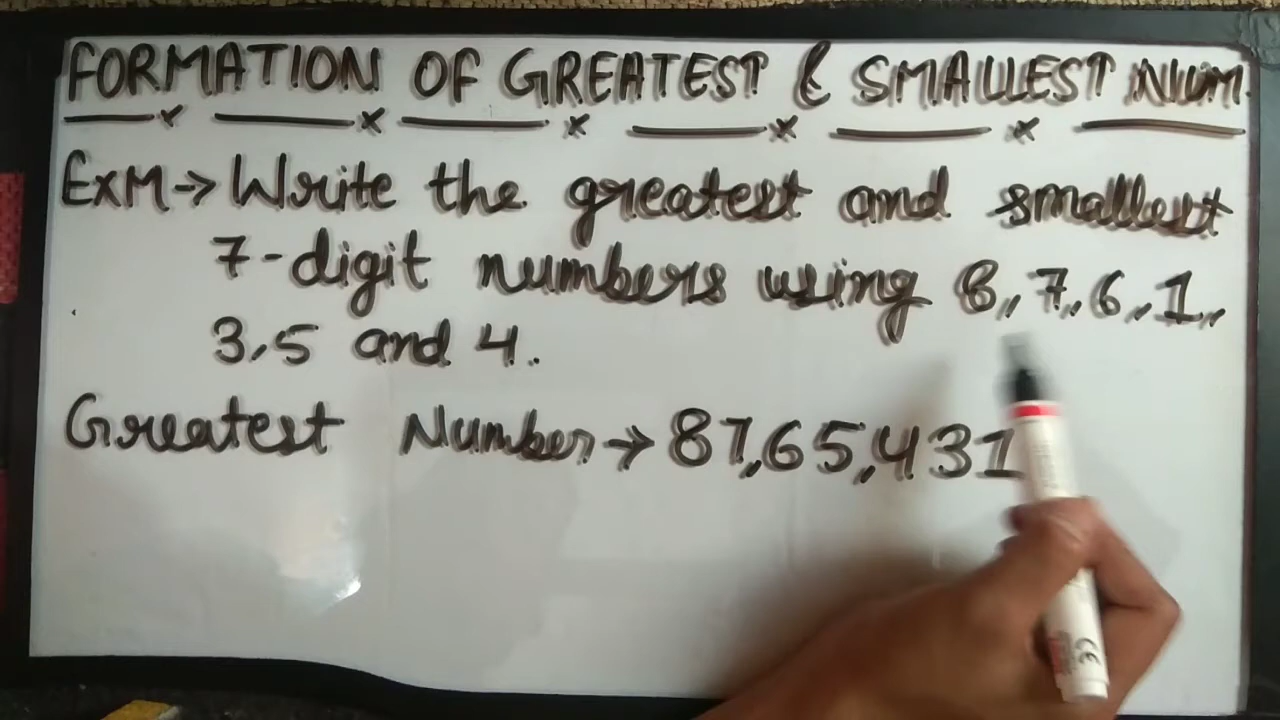 FORMATION OF GREATEST & SMALLEST NUM.
EXM→Write the greatest and smallest
7-digit numbers using 8,7,6,1,
3,5 and 4.
Greatest Number→87,65,431
CE